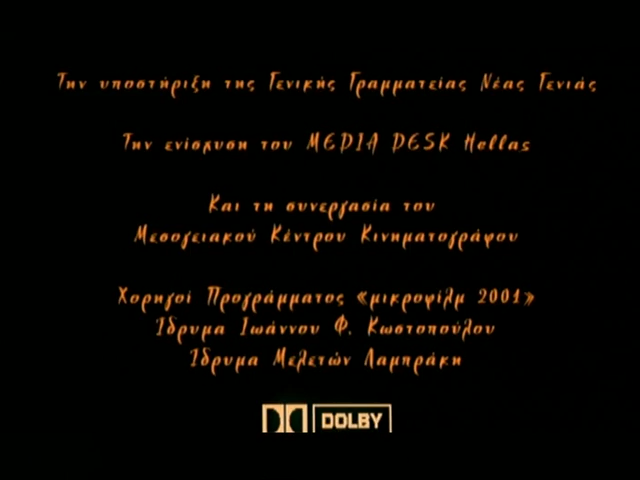 Την υποστήριξη της Γενικής Γραμματείας Νέας Γενιάς
Την ενίσχυση του MEDIA DESK Hellas
Και τη συνεργασία του
Μεσογειακού Κέντρου Κινηματογράφου
Χορηγοί Προγράμματος «μικροφίλμ 2001»
Ίδρυμα Ιωάννου Φ. Κωστοπούλου
Ίδρυμα Μελετών Λαμπράκη
DOLBY